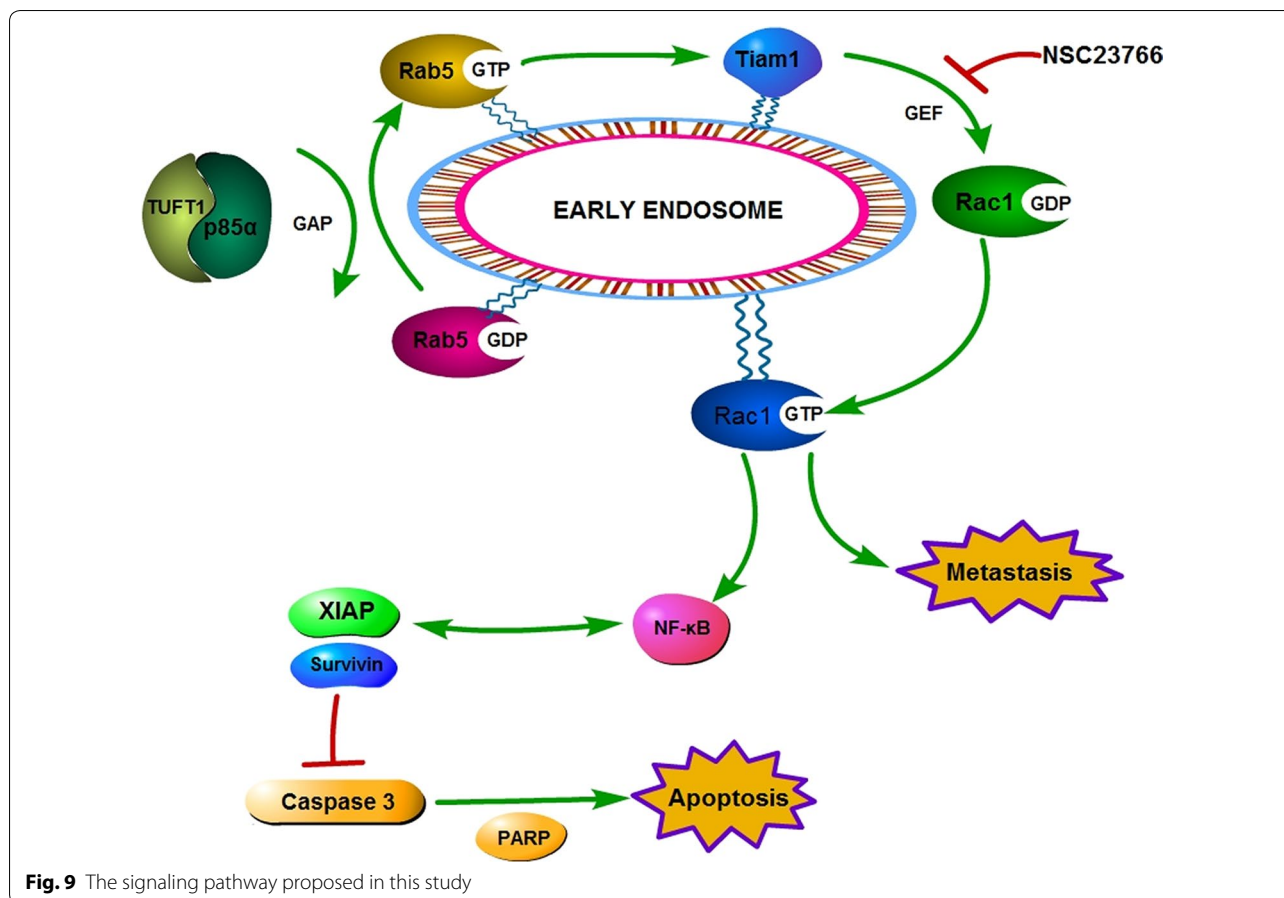 Rab5 GTP
Tiam1
NSC23766
GEF
TUFT1
p85α
GAP
EARLY ENDOSOME
Rac1 GDP
Rab5 GDP
Rac1 GTP
Metastasis
XIAP
NF-κB
Survivin
Caspase 3
Apoptosis
PARP
Fig. 9 The signaling pathway proposed in this study